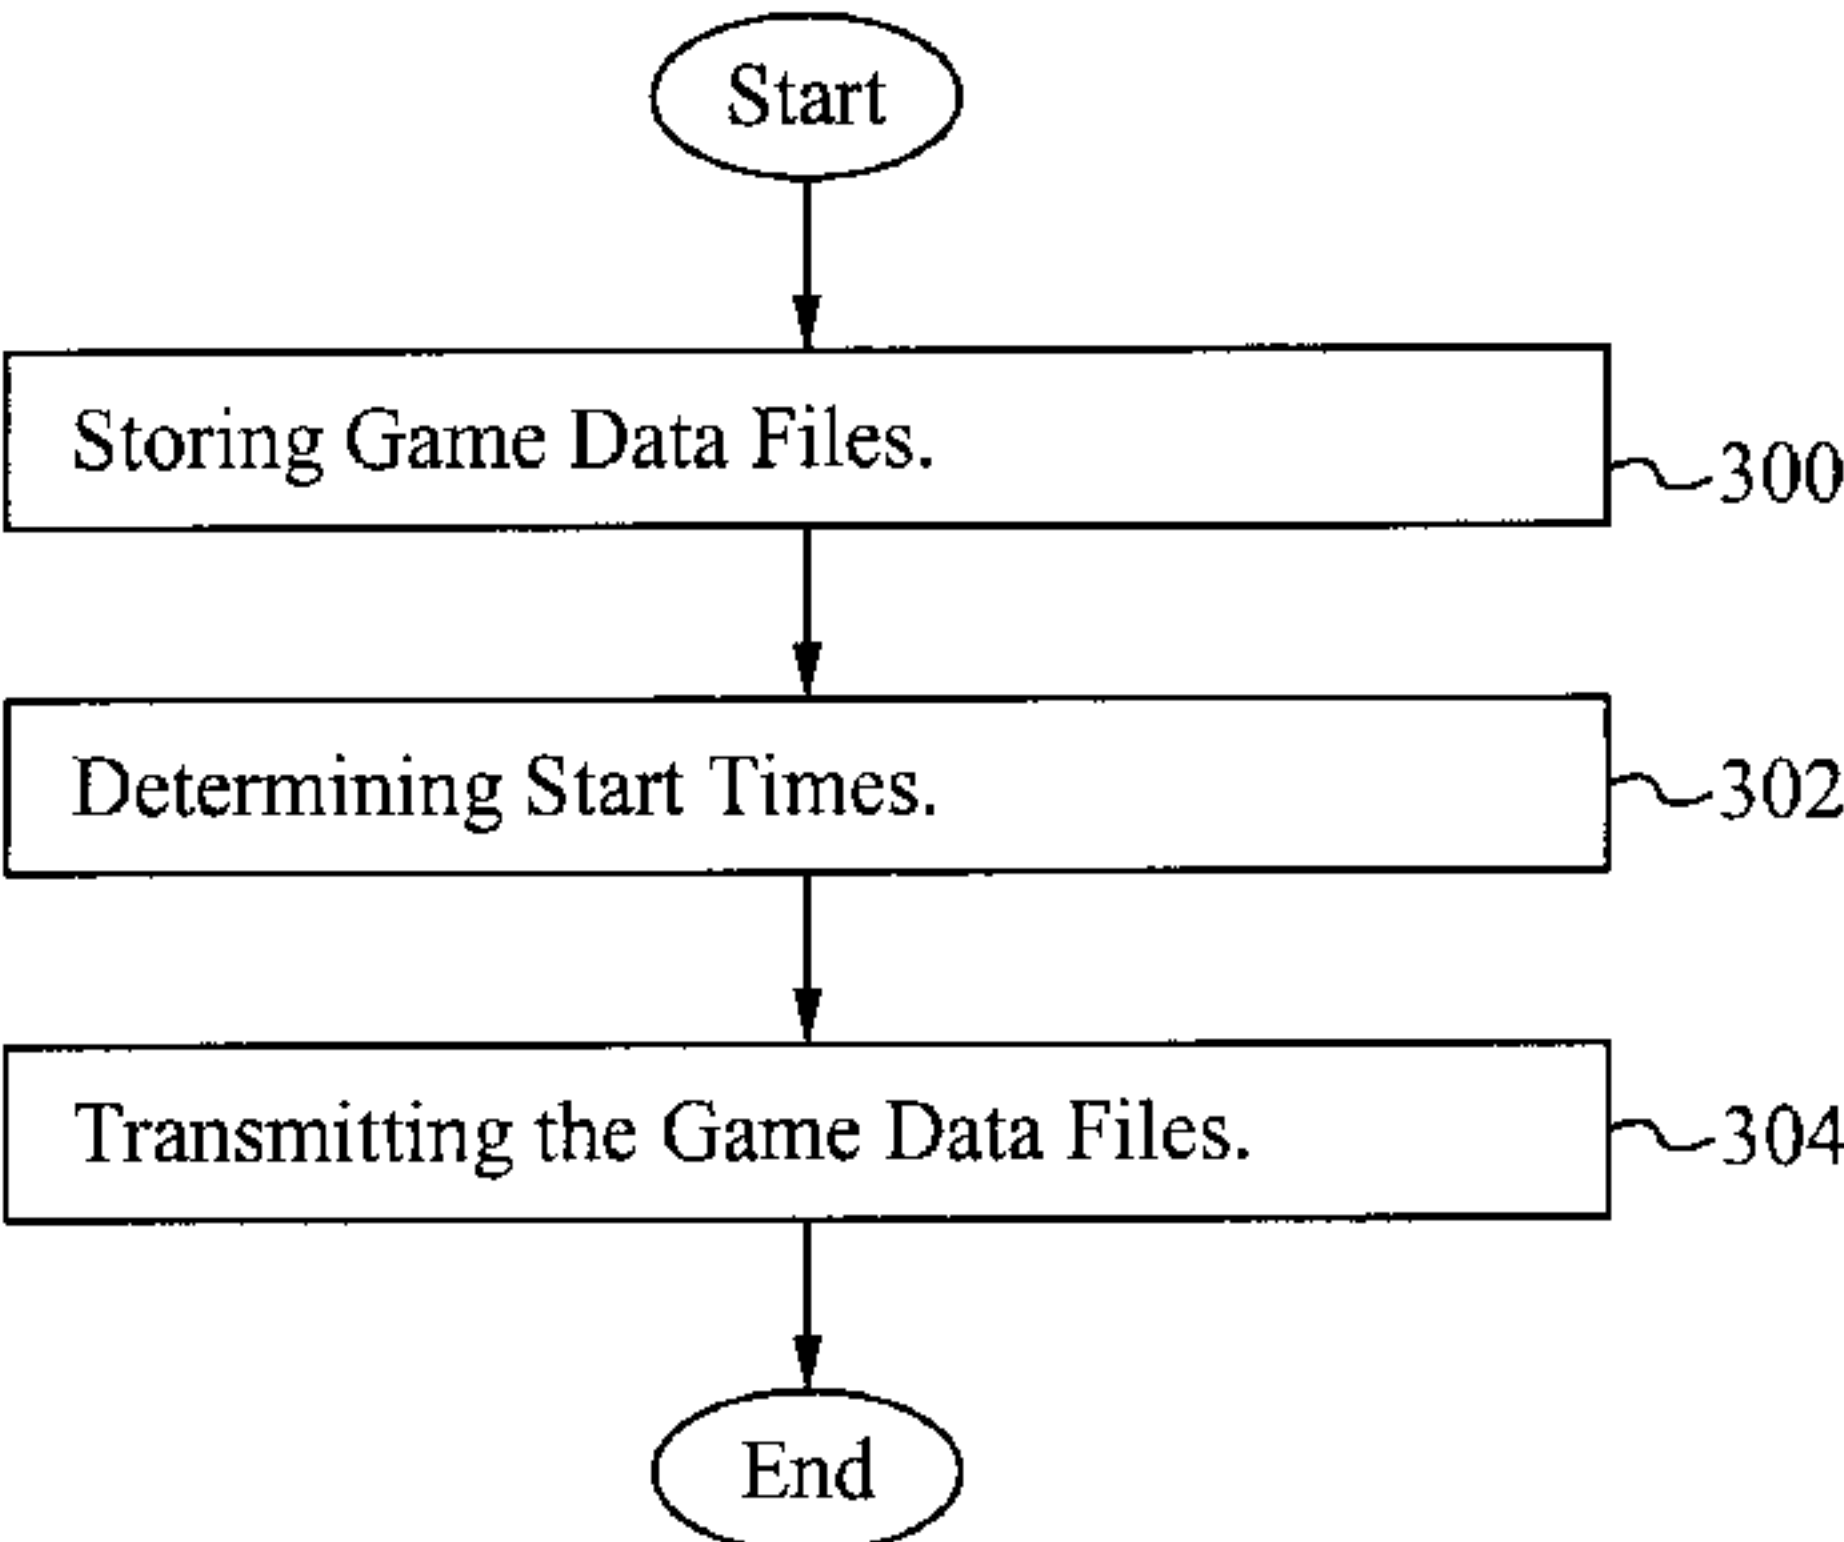 Start
Storing Game Data Files.
300
Determining Start Times.
302
Transmitting the Game Data Files.
304
End